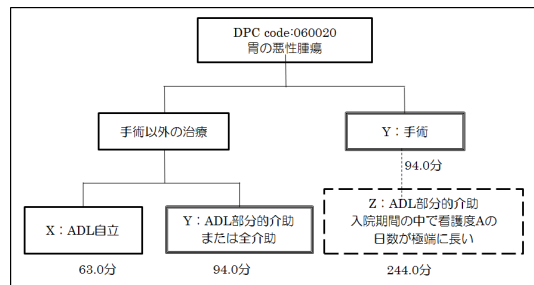 DPC code:060020
胃の悪性腫瘍
手術以外の治療
Y：手術
94.0分
X：ADL自立
Y：ADL部分的介助
または全介助
Z：ADL部分的介助
入院期間の中で看護度Aの
日数が極端に長い
63.0分
94.0分
244.0分